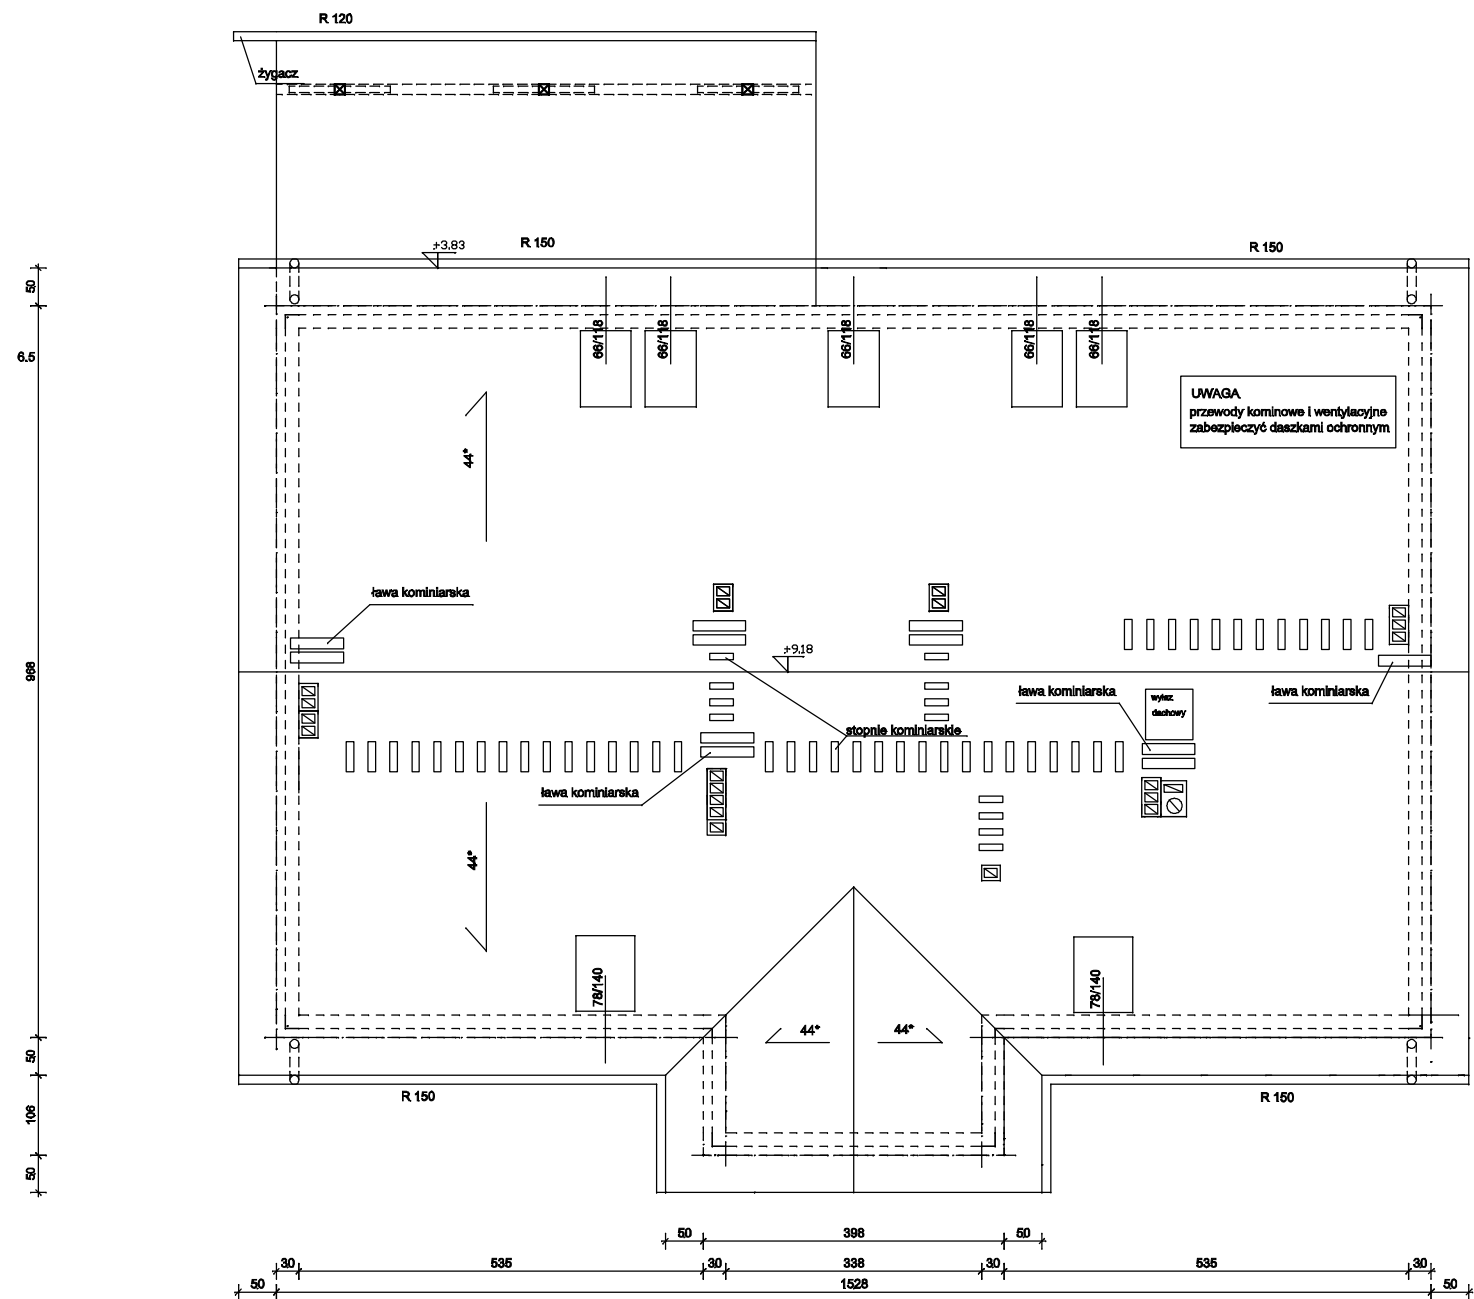 R 120
żygacz
+3.83
R 150
R 150
50
66/118
66/118
66/118
66/118
66/118
6.5
UWAGA
przewody kominowe i wentylacyjne
zabezpieczyć daszkami ochronnym
44°
ława kominiarska
+9.18
968
ława kominiarska
wyłaz
dachowy
ława kominiarska
stopnie kominiarskie
ława kominiarska
44°
78/140
78/140
44°
44°
50
R 150
R 150
106
50
50
398
50
30
535
30
338
30
535
30
50
1528
50